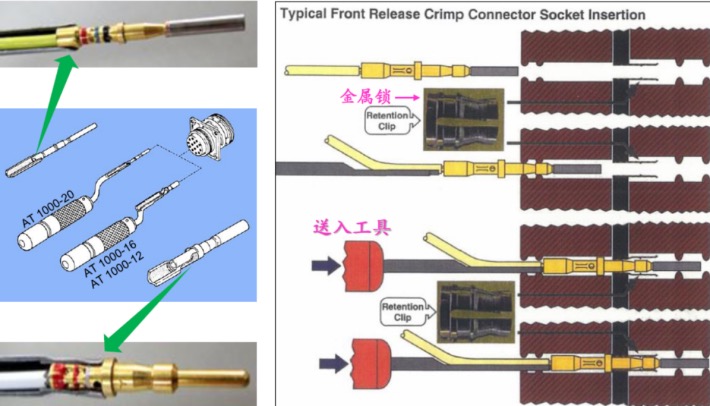 Typical Front Release Crimp Connector Socket Insertion
金属锁
Retention
Clip
AT 1000-20
AT 1000-16
AT 1000-12
送入工具
Retention
Clip